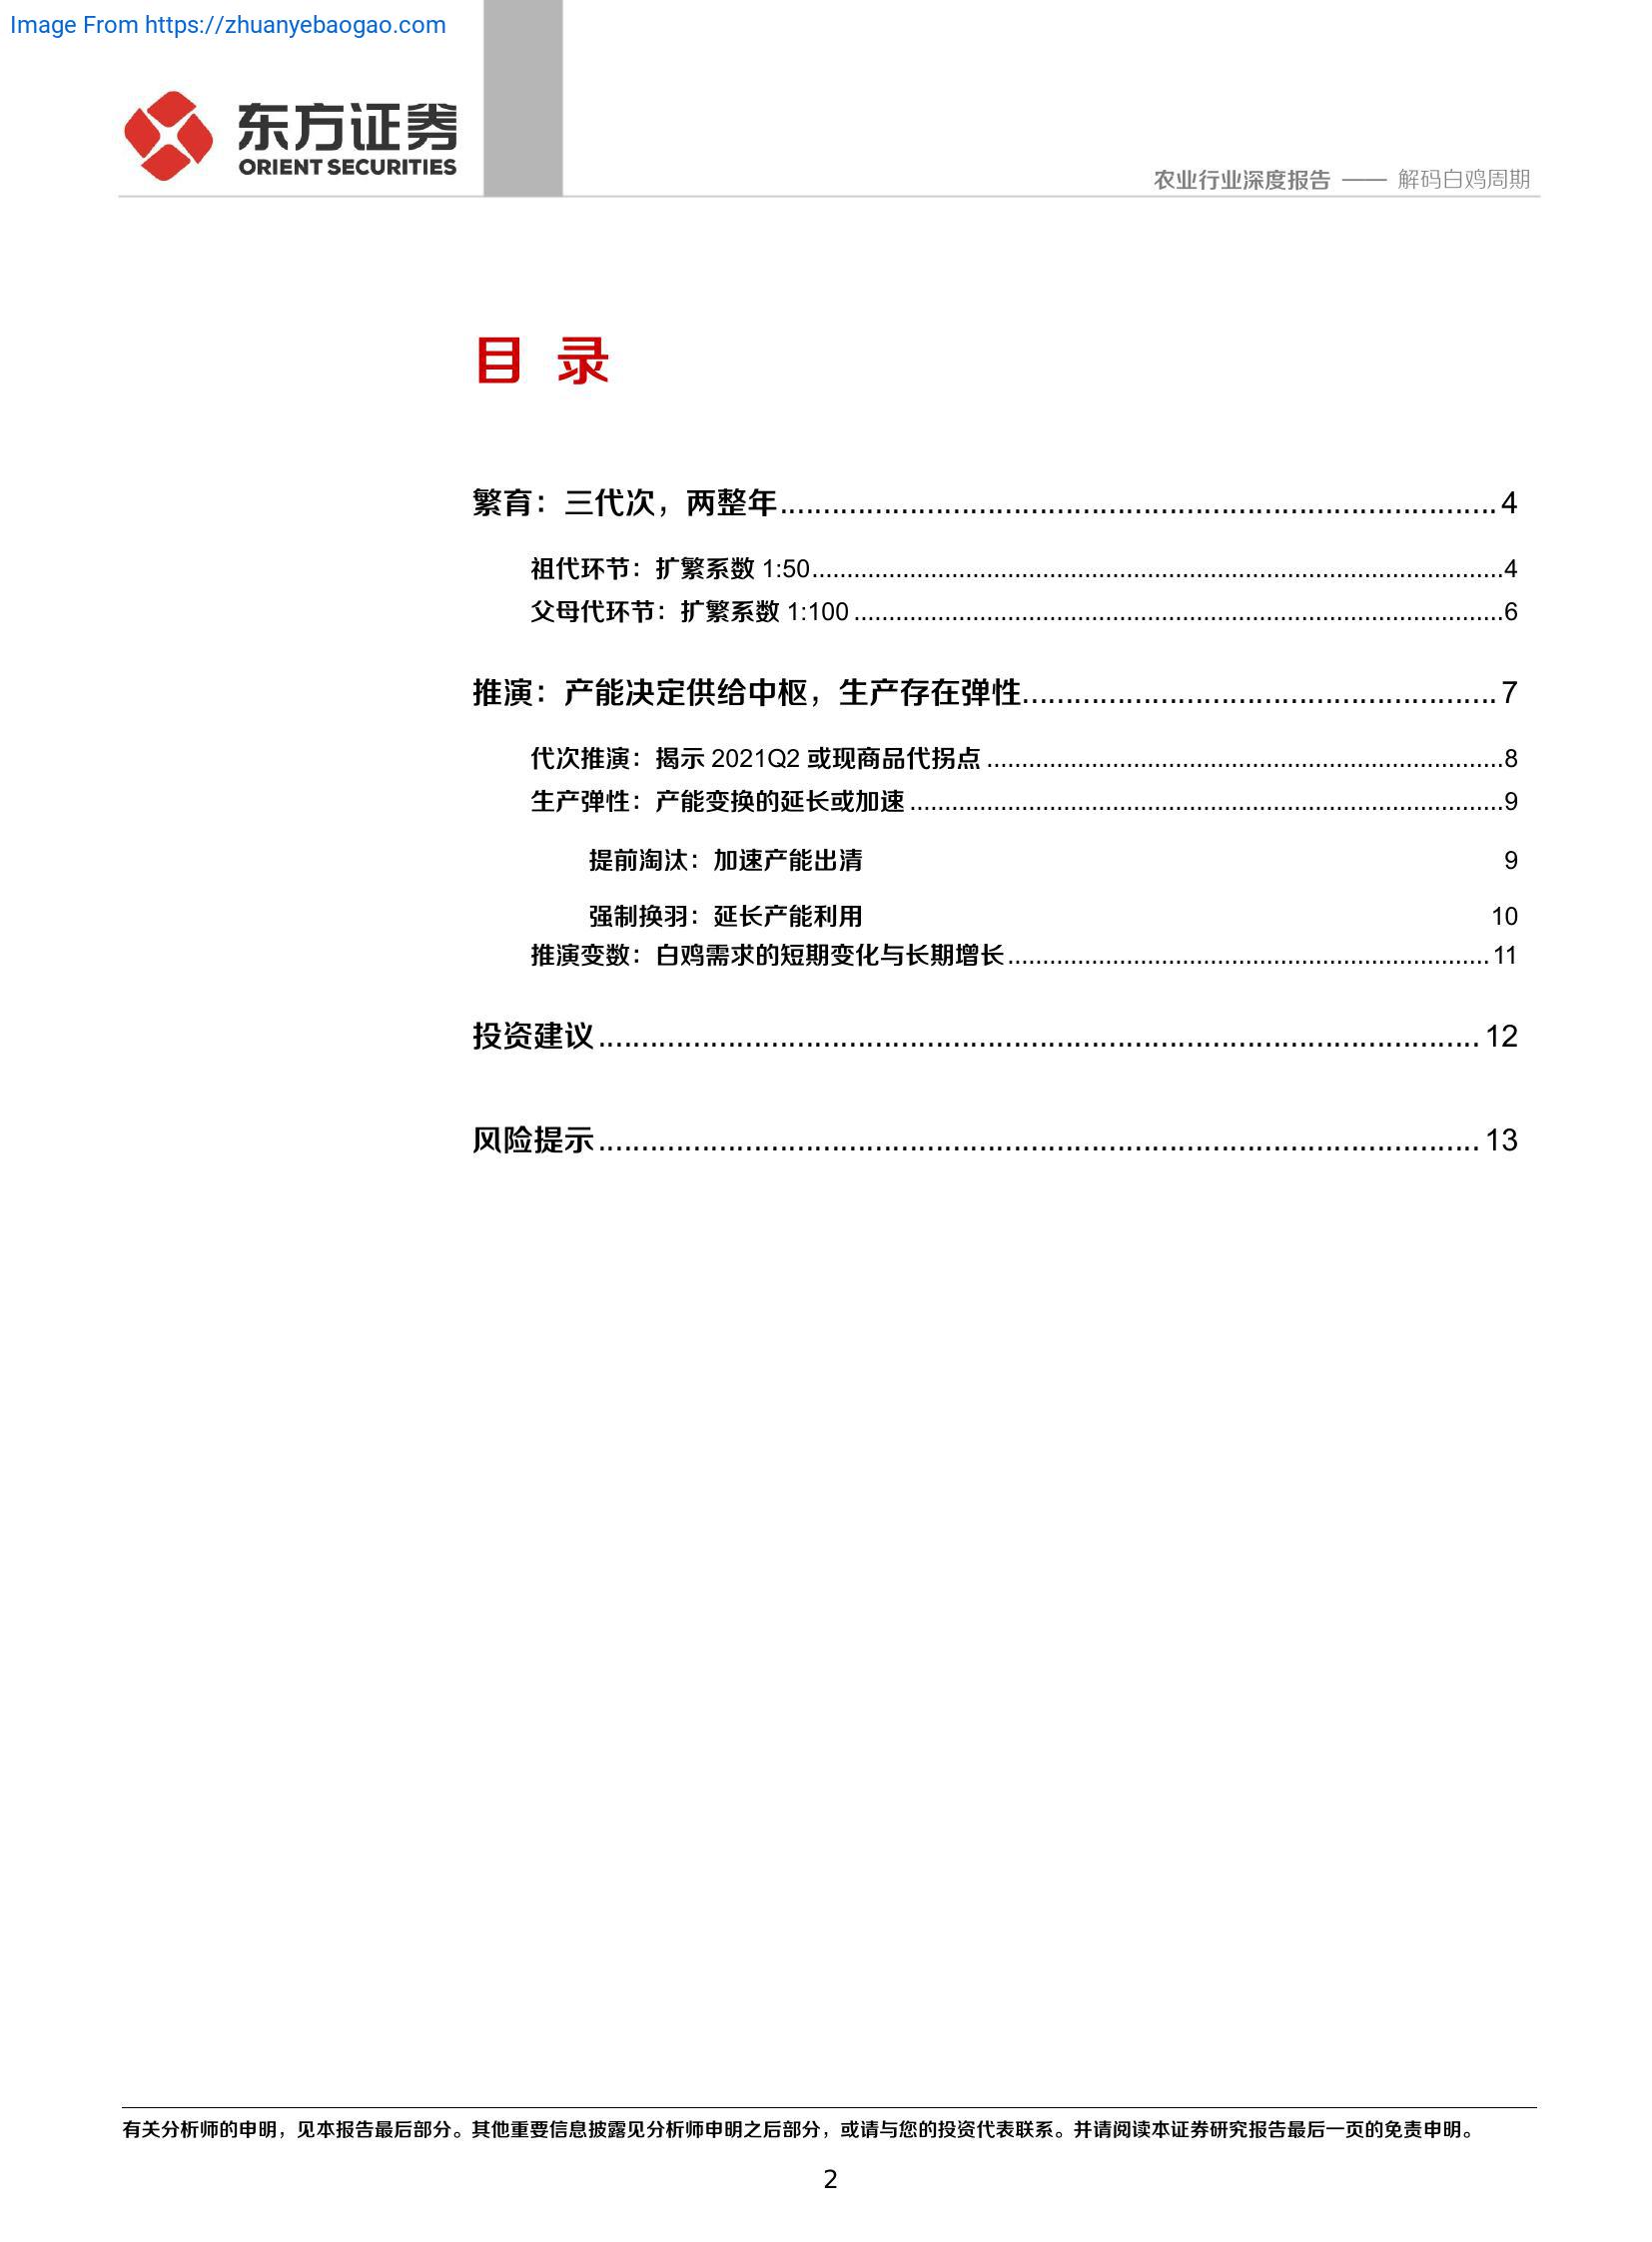 Image From https://zhuanyebaogao.com
东方证券
ORIENT SECURITIES
农业行业深度报告 —— 解码白鸡周期
目 录
繁育：三代次，两整年................................................................................... 4
祖代环节：扩繁系数 1:50...................................................................................................4
父母代环节：扩繁系数 1:100 .............................................................................................6
推演：产能决定供给中枢，生产存在弹性....................................................... 7
代次推演：揭示 2021Q2 或现商品代拐点 ..........................................................................8
生产弹性：产能变换的延长或加速 .....................................................................................9
提前淘汰：加速产能出清 9
强制换羽：延长产能利用 10
推演变数：白鸡需求的短期变化与长期增长..................................................................... 11
投资建议...................................................................................................... 12
风险提示...................................................................................................... 13
有关分析师的申明，见本报告最后部分。其他重要信息披露见分析师申明之后部分，或请与您的投资代表联系。并请阅读本证券研究报告最后一页的免责申明。
2